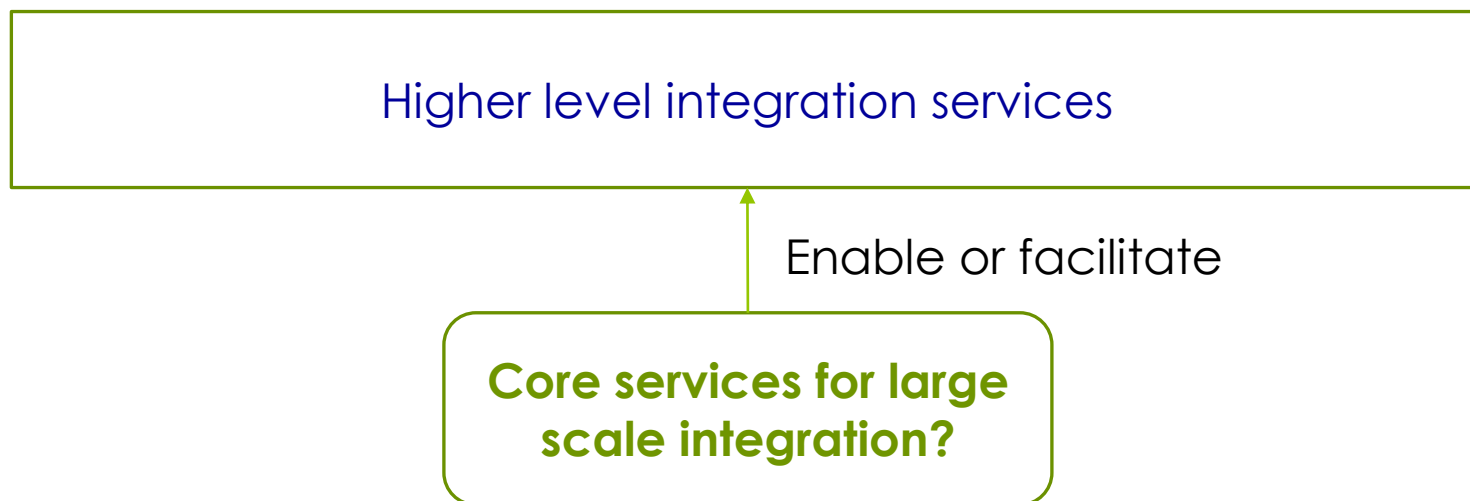 Higher level integration services
Enable or facilitate
Core services for large
scale integration?